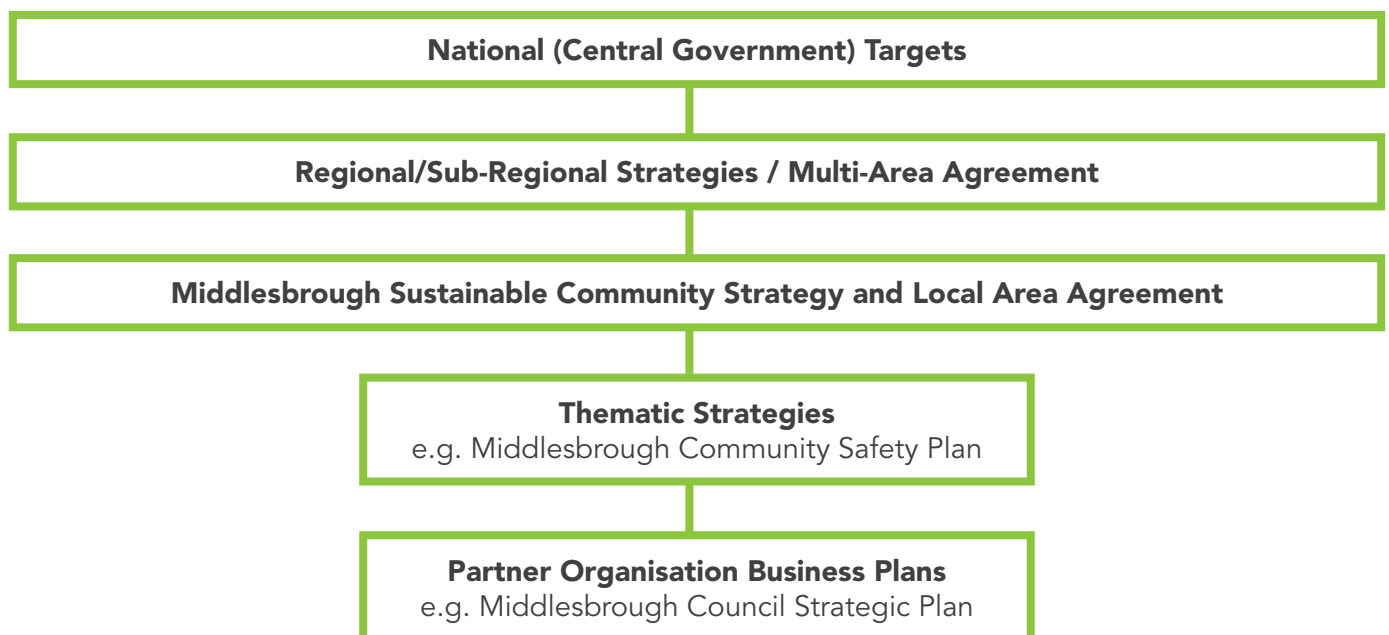 National (Central Government) Targets
Regional/Sub-Regional Strategies / Multi-Area Agreement
Middlesbrough Sustainable Community Strategy and Local Area Agreement
Thematic Strategies
e.g. Middlesbrough Community Safety Plan
Partner Organisation Business Plans
e.g. Middlesbrough Council Strategic Plan